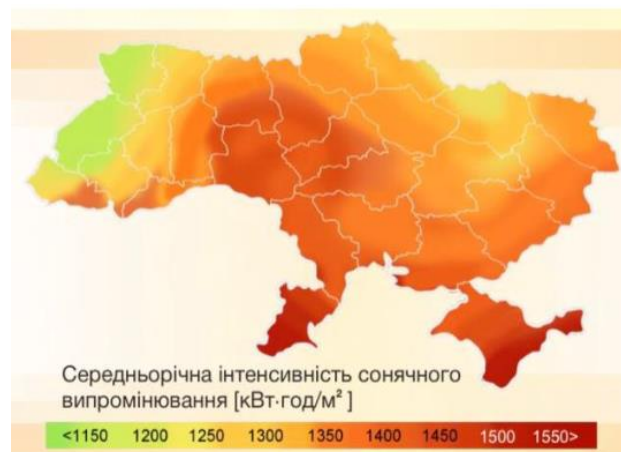 Середньорічна інтенсивність сонячного
випромінювання [кВт·год/м² ]
<1150 1200 1250 1300 1350 1400 1450 1500 1550>